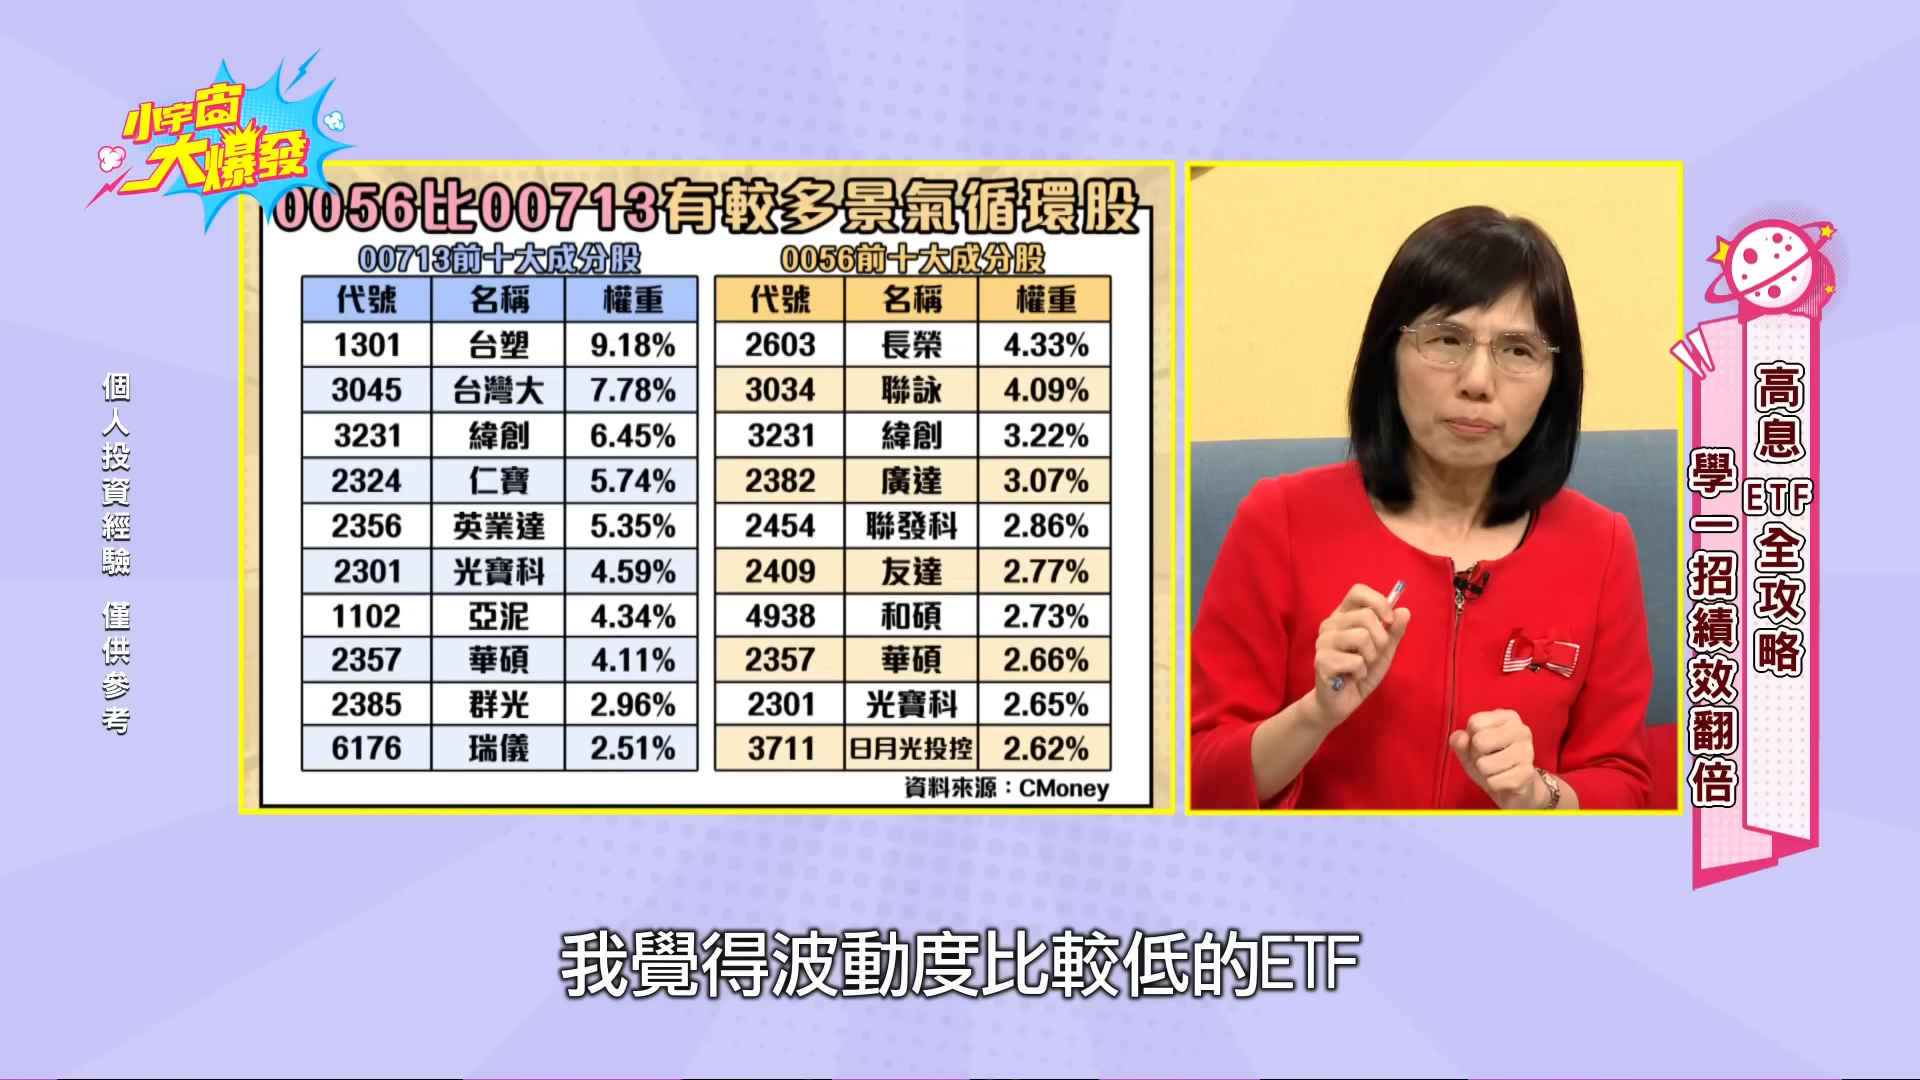 小宇宙
大爆發
0056比00713有較多景氣循環股
00713前十大成分股
代號 名稱 權重
1301 台塑 9.18%
3045 台灣大 7.78%
3231 緯創 6.45%
2324 仁寶 5.74%
2356 英業達 5.35%
2301 光寶科 4.59%
1102 亞泥 4.34%
2357 華碩 4.11%
2385 群光 2.96%
6176 瑞儀 2.51%
0056前十大成分股
代號 名稱 權重
2603 長榮 4.33%
3034 聯詠 4.09%
3231 緯創 3.22%
2382 廣達 3.07%
2454 聯發科 2.86%
2409 友達 2.77%
4938 和碩 2.73%
2357 華碩 2.66%
2301 光寶科 2.65%
3711 日月光投控 2.62%
資料來源：CMoney
高息ETF全攻略
學一招績效翻倍
個人投資經驗 僅供參考
我覺得波動度比較低的ETF